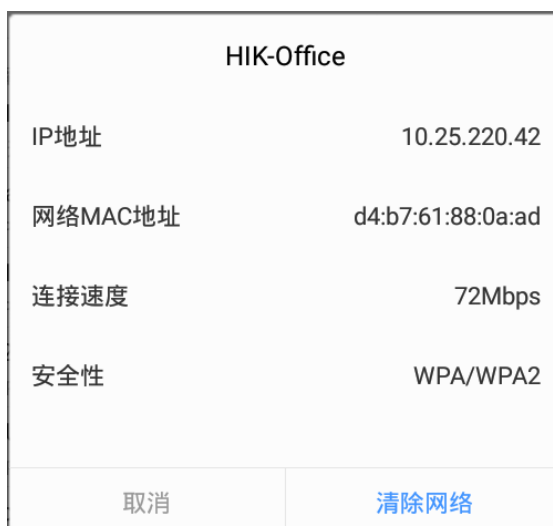 HIK-Office
IP地址 10.25.220.42
网络MAC地址 d4:b7:61:88:0a:ad
连接速度 72Mbps
安全性 WPA/WPA2
取消 清除网络